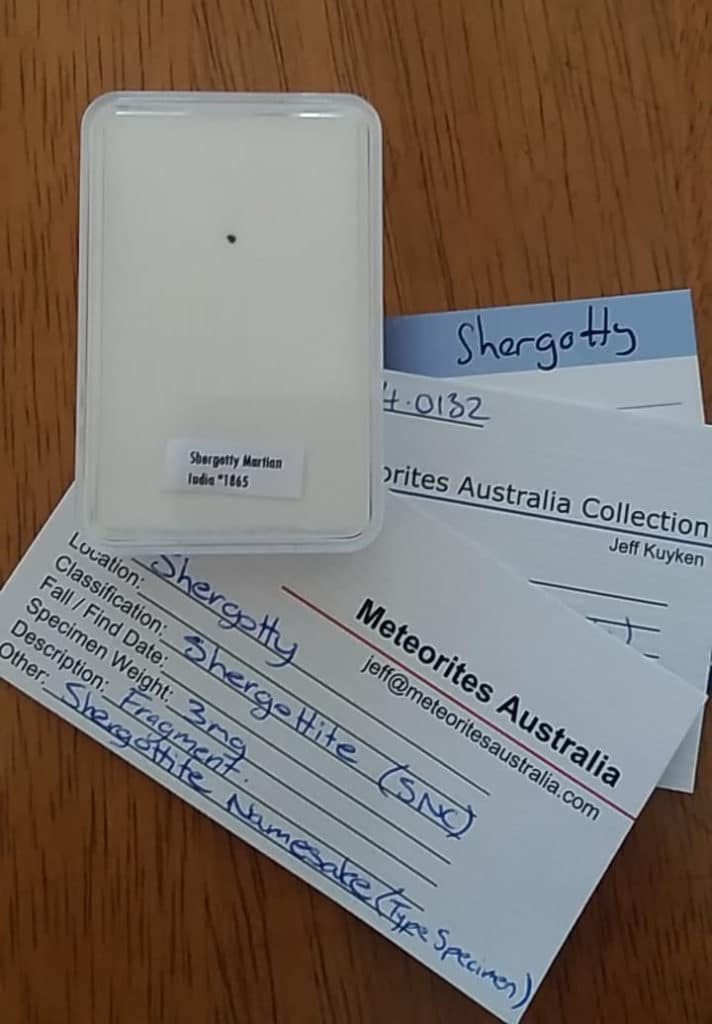 Shergotty Martian
India *1865
Shergotty
4.0132
orites Australia Collection
Jeff Kuyken
Meteorites Australia
jeff@meteoritesaustralia.com
Location: Shergotty
Classification: Shergottite (SNC)
Fall / Find Date:
Specimen Weight: 3mg
Description: Fragment.
Other: Shergottite Namesake (Type Specimen)